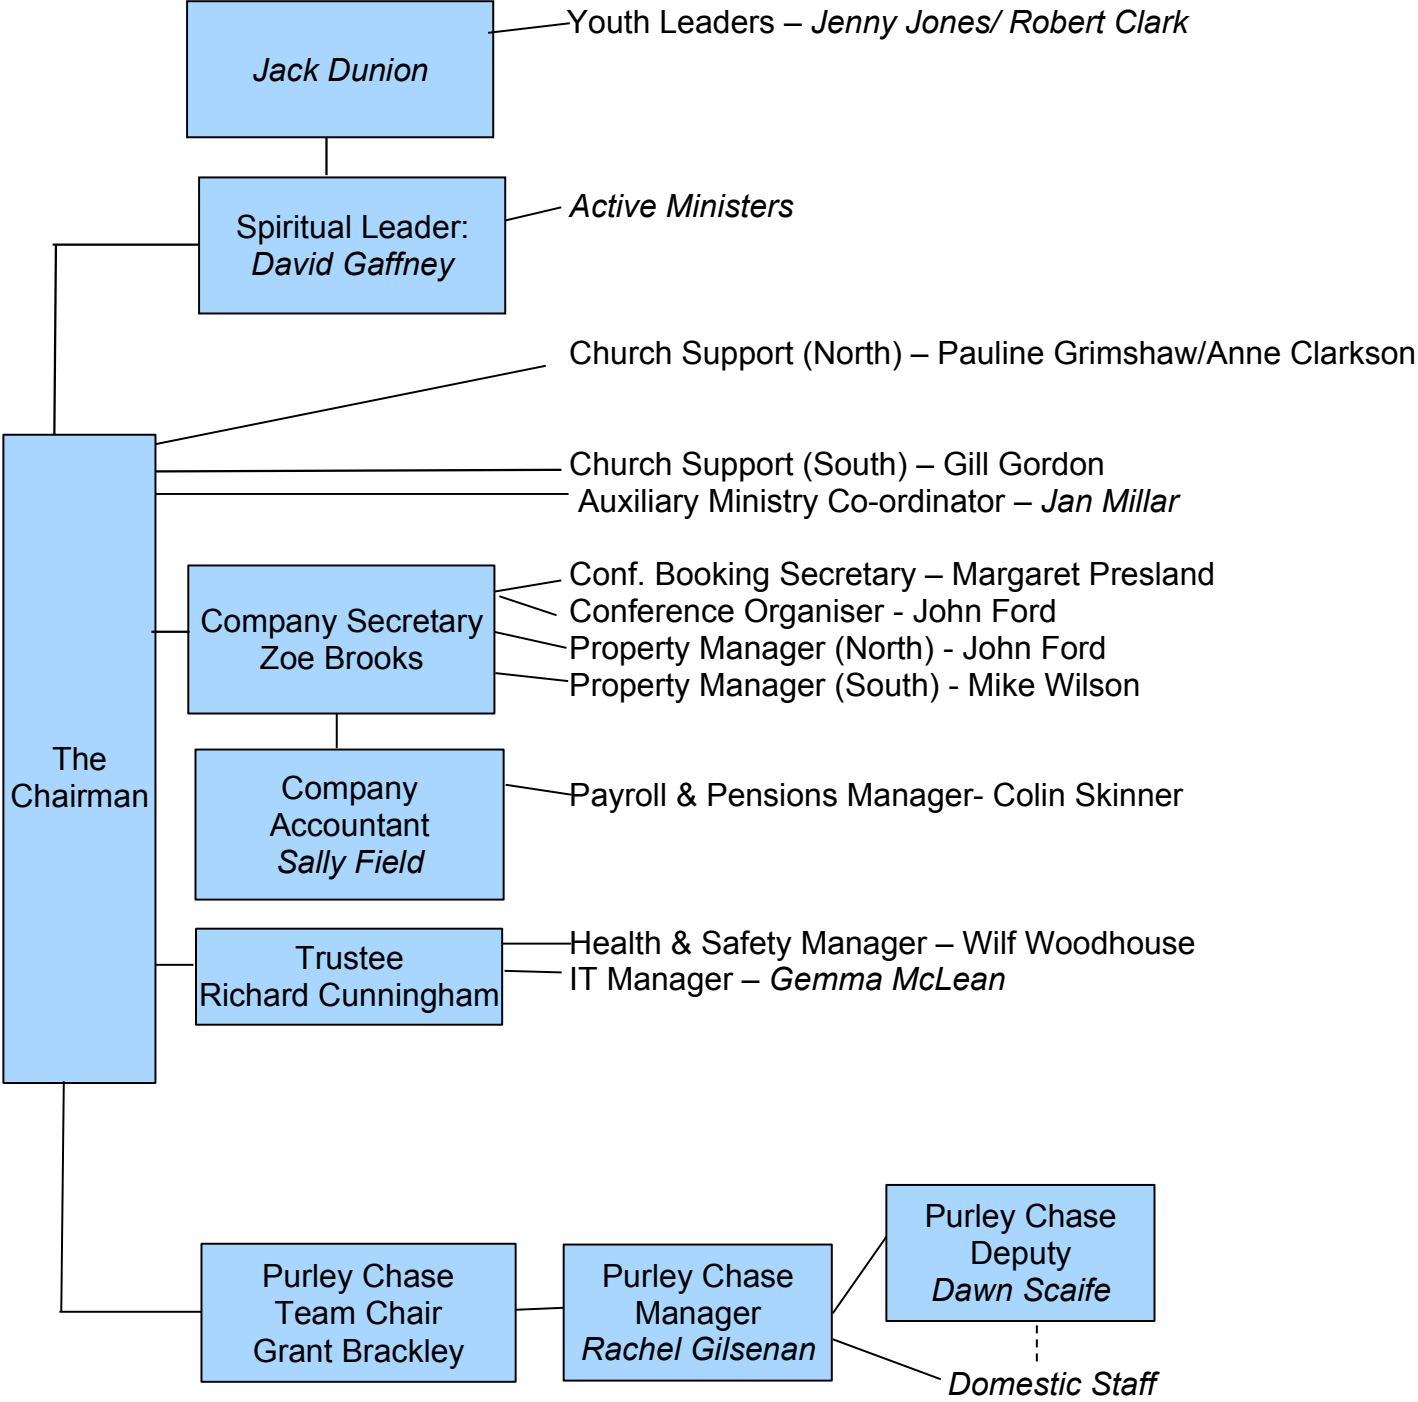 Youth Leaders – Jenny Jones/ Robert Clark
Jack Dunion
Active Ministers
Spiritual Leader:
David Gaffney
Church Support (North) – Pauline Grimshaw/Anne Clarkson
Church Support (South) – Gill Gordon
Auxiliary Ministry Co-ordinator – Jan Millar
Conf. Booking Secretary – Margaret Presland
Conference Organiser - John Ford
Property Manager (North) - John Ford
Property Manager (South) - Mike Wilson
Company Secretary
Zoe Brooks
The
Chairman
Company
Accountant
Sally Field
Payroll & Pensions Manager- Colin Skinner
Health & Safety Manager – Wilf Woodhouse
IT Manager – Gemma McLean
Trustee
Richard Cunningham
Purley Chase
Team Chair
Grant Brackley
Purley Chase
Manager
Rachel Gilsenan
Purley Chase
Deputy
Dawn Scaife
Domestic Staff